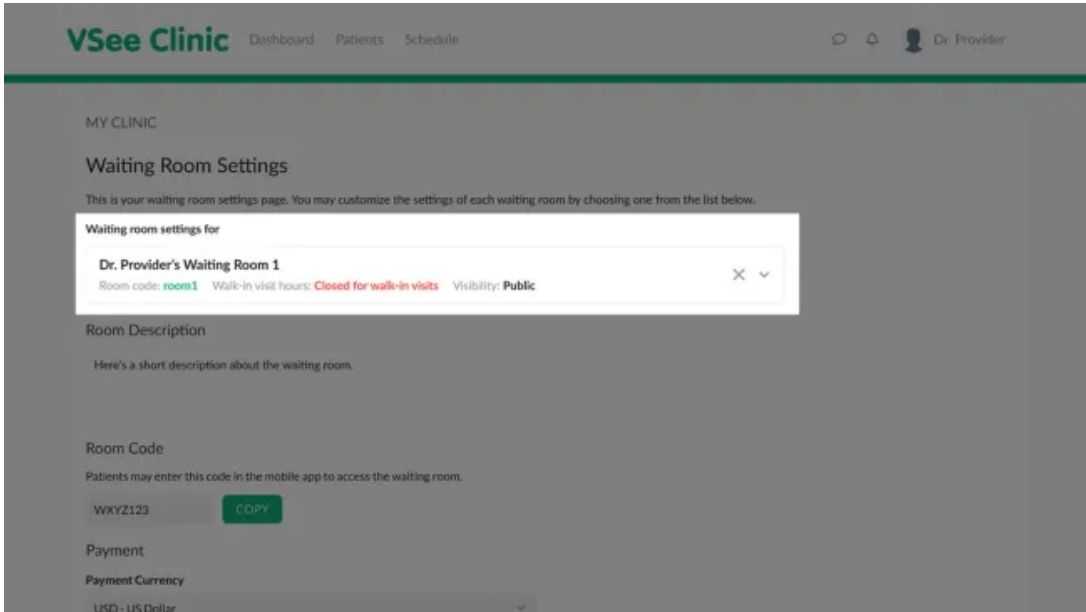 VSee Clinic Dashboard Patients Schedule Dr. Provider
MY CLINIC
Waiting Room Settings
This is your waiting room settings page. You may customize the settings of each waiting room by choosing one from the list below.
Waiting room settings for
Dr. Provider's Waiting Room 1
Room code: room1 Walk-in visit hours: Closed for walk-in visits Visibility: Public
Room Description
Here's a short description about the waiting room.
Room Code
Patients may enter this code in the mobile app to access the waiting room.
WXYZ123 COPY
Payment
Payment Currency
USD - US Dollar